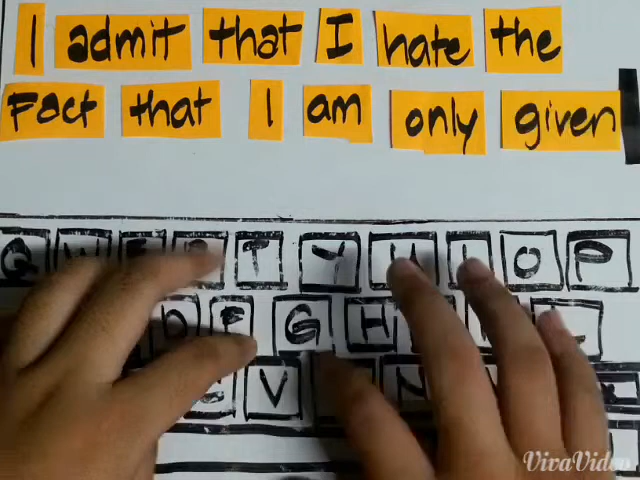 I admit that I hate the
Fact that I am only given
Q W E R T Y U I O P
D F G H
C V N
VivaVideo